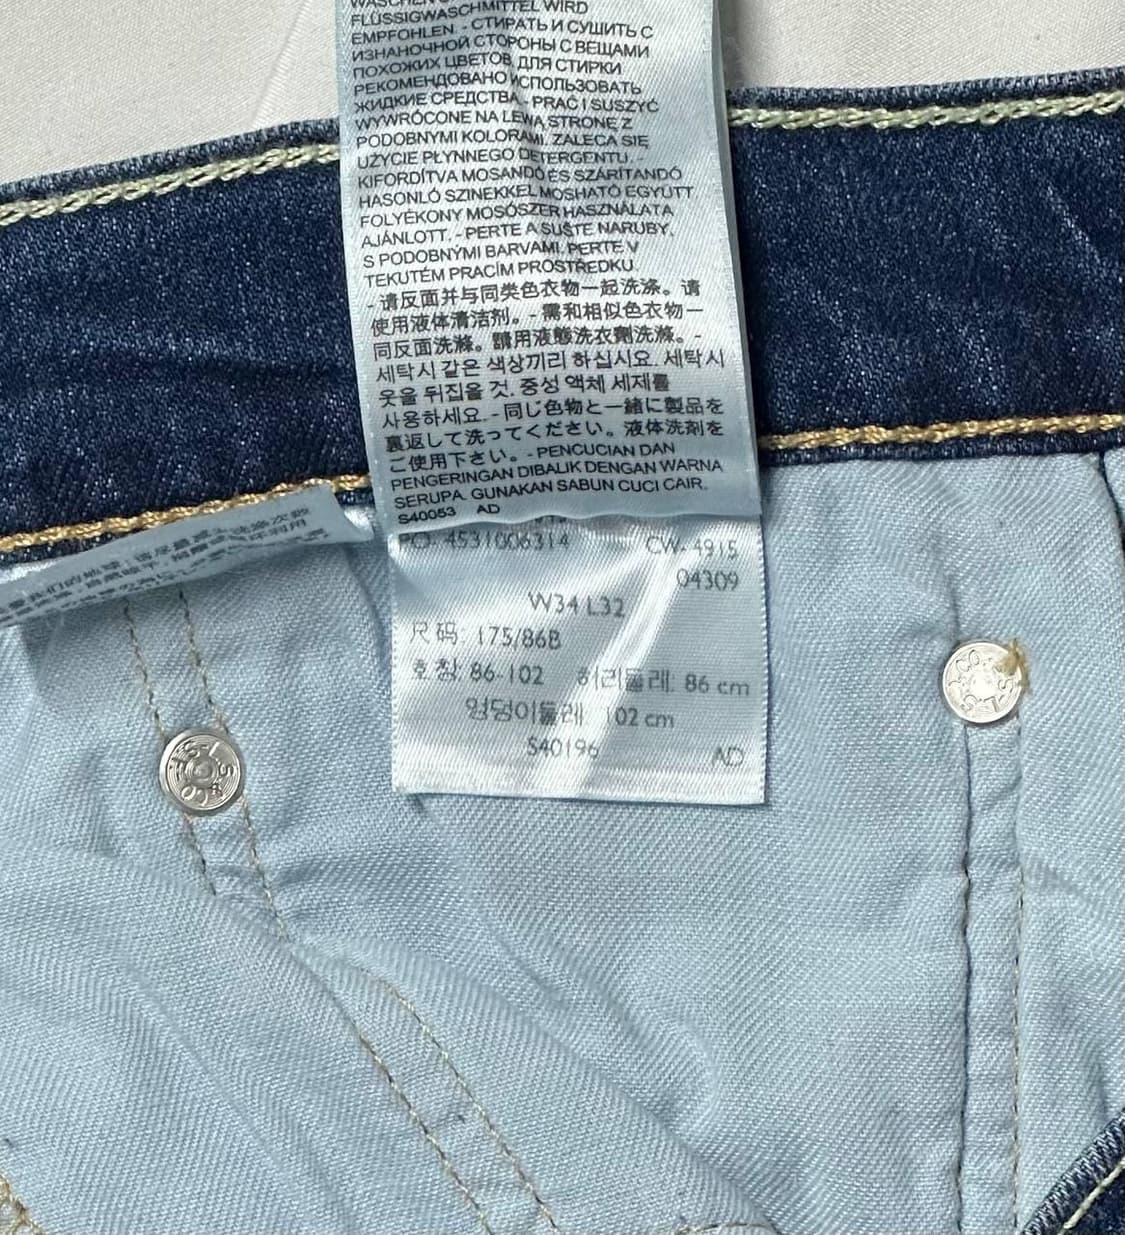 FLÜSSIGWASCHMITTEL WIRD
EMPFOHLEN. - СТИРАТЬ И СУШИТЬ С
ИЗНАНОЧНОЙ СТОРОНЫ С ВЕЩАМИ
ПОХОЖИХ ЦВЕТОВ, ДЛЯ СТИРКИ
РЕКОМЕНДОВАНО ИСПОЛЬЗОВАТЬ
ЖИДКИЕ СРЕДСТВА. PRAĆ I SUSZYĆ
WYWRÓCONE NA LEWĄ STRONĘ Z
PODOBNYMI KOLORAMI. ZALECA SIĘ
UŻYCIE PŁYNNEGO DETERGENTU. -
KIFORDÍTVA MOSANDÓ ÉS SZÁRÍTANDÓ
HASONLÓ SZINEKKEL MOSHATÓ EGYÜTT
FOLYÉKONY MOSÓSZER HASZNÁLATA
AJÁNLOTT. - PERTE A SUŠTE NARUBY,
S PODOBNÝMI BARVAMI. PERTE V
TEKUTÉM PRACÍM PROSTŘEDKU.
- 请反面并与同类色衣物一起洗涤。请
使用液体清洁剂。- 需和相似色衣物一
同反面洗滌。請用液態洗衣劑洗滌。-
세탁시 같은 색상끼리 하십시요. 세탁시
옷을 뒤집을 것. 중성 액체 세제를
사용하세요. - 同じ色物と一緒に製品を
裏返して洗ってください。液体洗剤を
ご使用下さい。- PENCUCIAN DAN
PENGERINGAN DIBALIK DENGAN WARNA
SERUPA. GUNAKAN SABUN CUCI CAIR.
S40053 AD
4531006314 CW-4915
04309
W34 L32
尺码: 175/86B
호칭: 86-102 허리둘레: 86 cm
엉덩이둘레: 102 cm
S40196 AD